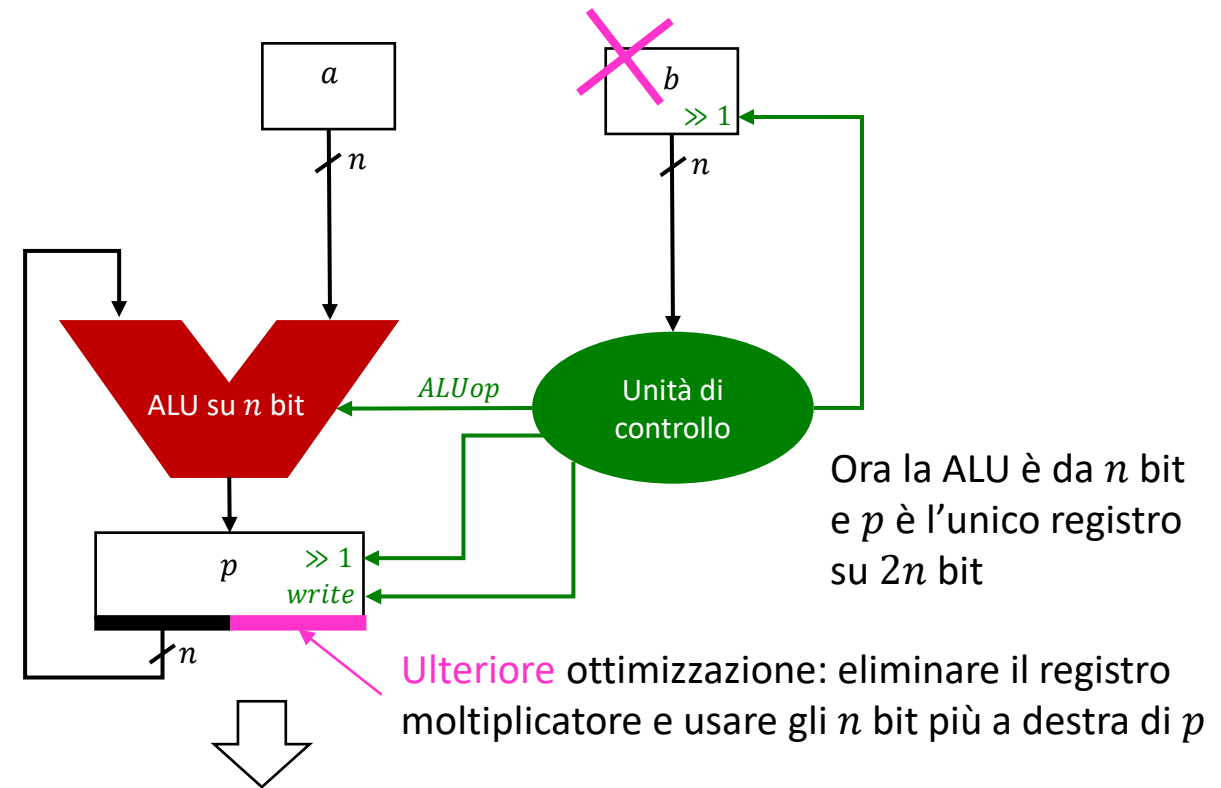 a
b
≫ 1
n
n
ALU su n bit
ALUop
Unità di
controllo
Ora la ALU è da n bit
e p è l’unico registro
su 2n bit
p
≫ 1
write
n
Ulteriore ottimizzazione: eliminare il registro
moltiplicatore e usare gli n bit più a destra di p